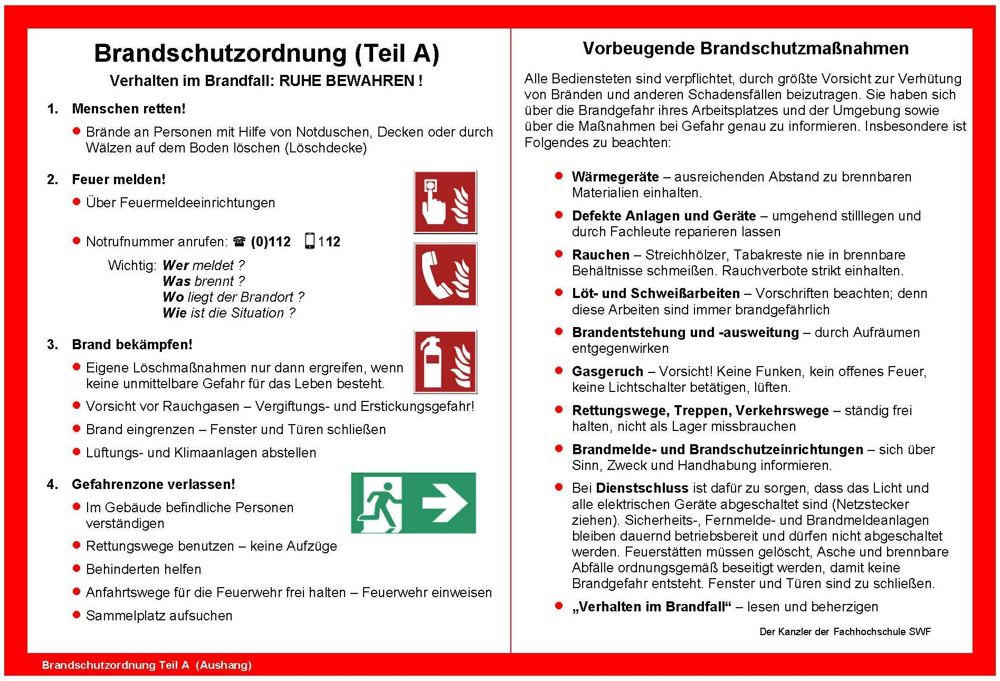 Brandschutzordnung (Teil A)
Verhalten im Brandfall: RUHE BEWAHREN !
1. Menschen retten!
● Brände an Personen mit Hilfe von Notduschen, Decken oder durch
Wälzen auf dem Boden löschen (Löschdecke)
2. Feuer melden!
● Über Feuermeldeeinrichtungen
● Notrufnummer anrufen: ☎ (0)112 📱 112
Wichtig: Wer meldet ?
Was brennt ?
Wo liegt der Brandort ?
Wie ist die Situation ?
3. Brand bekämpfen!
● Eigene Löschmaßnahmen nur dann ergreifen, wenn
keine unmittelbare Gefahr für das Leben besteht.
● Vorsicht vor Rauchgasen – Vergiftungs- und Erstickungsgefahr!
● Brand eingrenzen – Fenster und Türen schließen
● Lüftungs- und Klimaanlagen abstellen
4. Gefahrenzone verlassen!
● Im Gebäude befindliche Personen
verständigen
● Rettungswege benutzen – keine Aufzüge
● Behinderten helfen
● Anfahrtswege für die Feuerwehr frei halten – Feuerwehr einweisen
● Sammelplatz aufsuchen
Vorbeugende Brandschutzmaßnahmen
Alle Bediensteten sind verpflichtet, durch größte Vorsicht zur Verhütung
von Bränden und anderen Schadensfällen beizutragen. Sie haben sich
über die Brandgefahr ihres Arbeitsplatzes und der Umgebung sowie
über die Maßnahmen bei Gefahr genau zu informieren. Insbesondere ist
Folgendes zu beachten:
● Wärmegeräte – ausreichenden Abstand zu brennbaren
Materialien einhalten.
● Defekte Anlagen und Geräte – umgehend stilllegen und
durch Fachleute reparieren lassen
● Rauchen – Streichhölzer, Tabakreste nie in brennbare
Behältnisse schmeißen. Rauchverbote strikt einhalten.
● Löt- und Schweißarbeiten – Vorschriften beachten; denn
diese Arbeiten sind immer brandgefährlich
● Brandentstehung und -ausweitung – durch Aufräumen
entgegenwirken
● Gasgeruch – Vorsicht! Keine Funken, kein offenes Feuer,
keine Lichtschalter betätigen, lüften.
● Rettungswege, Treppen, Verkehrswege – ständig frei
halten, nicht als Lager missbrauchen
● Brandmelde- und Brandschutzeinrichtungen – sich über
Sinn, Zweck und Handhabung informieren.
● Bei Dienstschluss ist dafür zu sorgen, dass das Licht und
alle elektrischen Geräte abgeschaltet sind (Netzstecker
ziehen). Sicherheits-, Fernmelde- und Brandmeldeanlagen
bleiben dauernd betriebsbereit und dürfen nicht abgeschaltet
werden. Feuerstätten müssen gelöscht, Asche und brennbare
Abfälle ordnungsgemäß beseitigt werden, damit keine
Brandgefahr entsteht. Fenster und Türen sind zu schließen.
● „Verhalten im Brandfall“ – lesen und beherzigen
Der Kanzler der Fachhochschule SWF
Brandschutzordnung Teil A (Aushang)